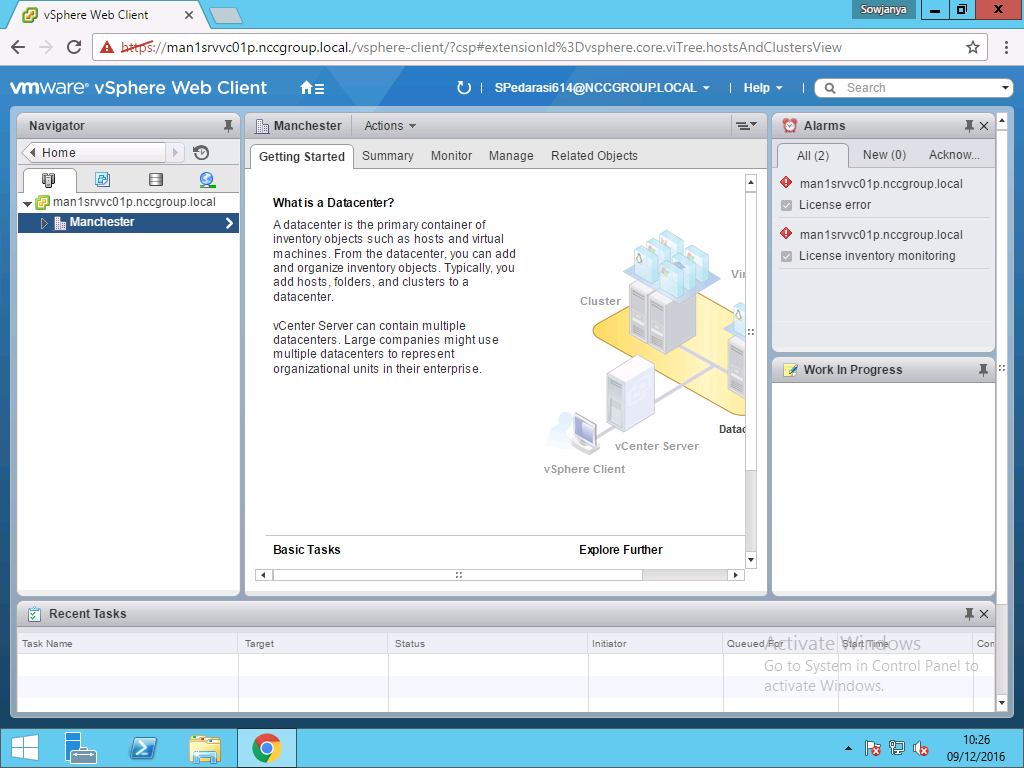 vSphere Web Client
Sowjanya
https://man1srvvc01p.nccgroup.local./vsphere-client/?csp#extensionId%3Dvsphere.core.viTree.hostsAndClustersView
vmware® vSphere Web Client
SPedarasi614@NCCGROUP.LOCAL
Help
Search
Navigator
Home
man1srvvc01p.nccgroup.local
Manchester
Manchester
Actions
Getting Started
Summary
Monitor
Manage
Related Objects
What is a Datacenter?
A datacenter is the primary container of
inventory objects such as hosts and virtual
machines. From the datacenter, you can add
and organize inventory objects. Typically, you
add hosts, folders, and clusters to a
datacenter.
vCenter Server can contain multiple
datacenters. Large companies might use
multiple datacenters to represent
organizational units in their enterprise.
Cluster
Vi
vCenter Server
vSphere Client
Datac
Basic Tasks
Explore Further
Alarms
All (2)
New (0)
Acknow...
man1srvvc01p.nccgroup.local
License error
man1srvvc01p.nccgroup.local
License inventory monitoring
Work In Progress
Recent Tasks
Task Name
Target
Status
Initiator
Queued For
Start Time
Con
Activate Windows
Go to System in Control Panel to
activate Windows.
10:26
09/12/2016